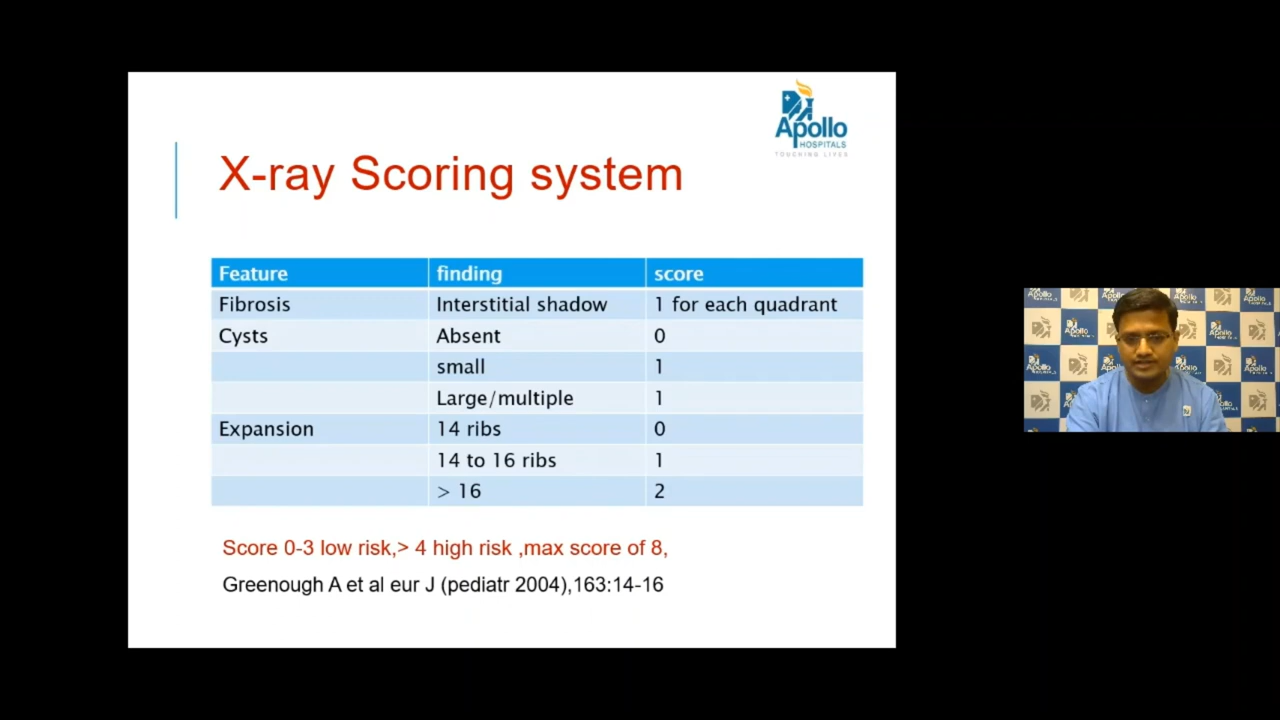 Apollo
HOSPITALS
TOUCHING LIVES
X-ray Scoring system
Feature finding score
Fibrosis Interstitial shadow 1 for each quadrant
Cysts Absent 0
small 1
Large/multiple 1
Expansion 14 ribs 0
14 to 16 ribs 1
> 16 2
Score 0-3 low risk,> 4 high risk ,max score of 8,
Greenough A et al eur J (pediatr 2004),163:14-16